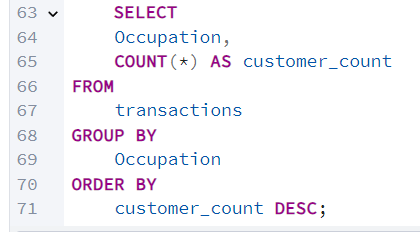 63 SELECT
64 Occupation,
65 COUNT(*) AS customer_count
66 FROM
67 transactions
68 GROUP BY
69 Occupation
70 ORDER BY
71 customer_count DESC;